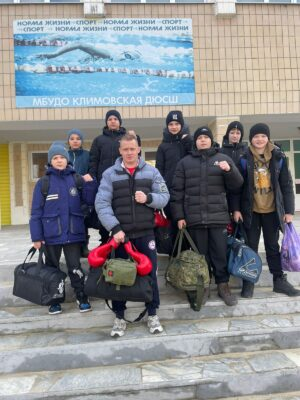 НОРМА ЖИЗНИ →СПОРТ→ НОРМА ЖИЗНИ →СПОРТ→
→СПОРТ→ НОРМА ЖИЗНИ →СПОРТ→ НОРМА ЖИЗНИ
МБУДО КЛИМОВСКАЯ ДЮСШ